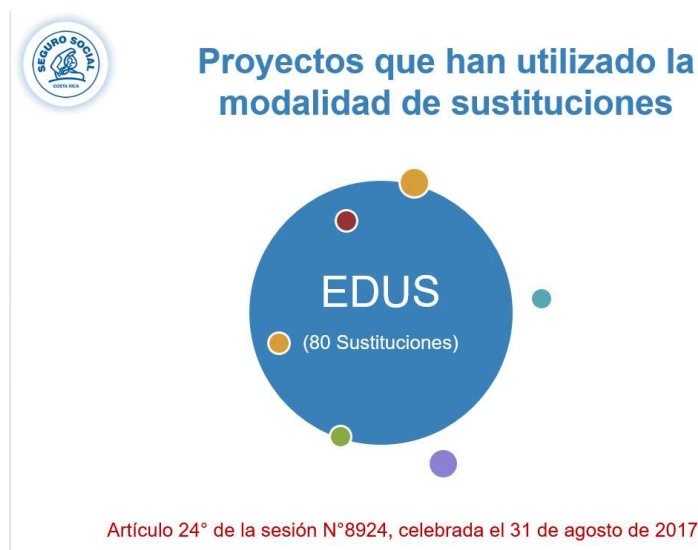 SEGURO SOCIAL
COSTA RICA
Proyectos que han utilizado la
modalidad de sustituciones
EDUS
(80 Sustituciones)
Artículo 24° de la sesión N°8924, celebrada el 31 de agosto de 2017